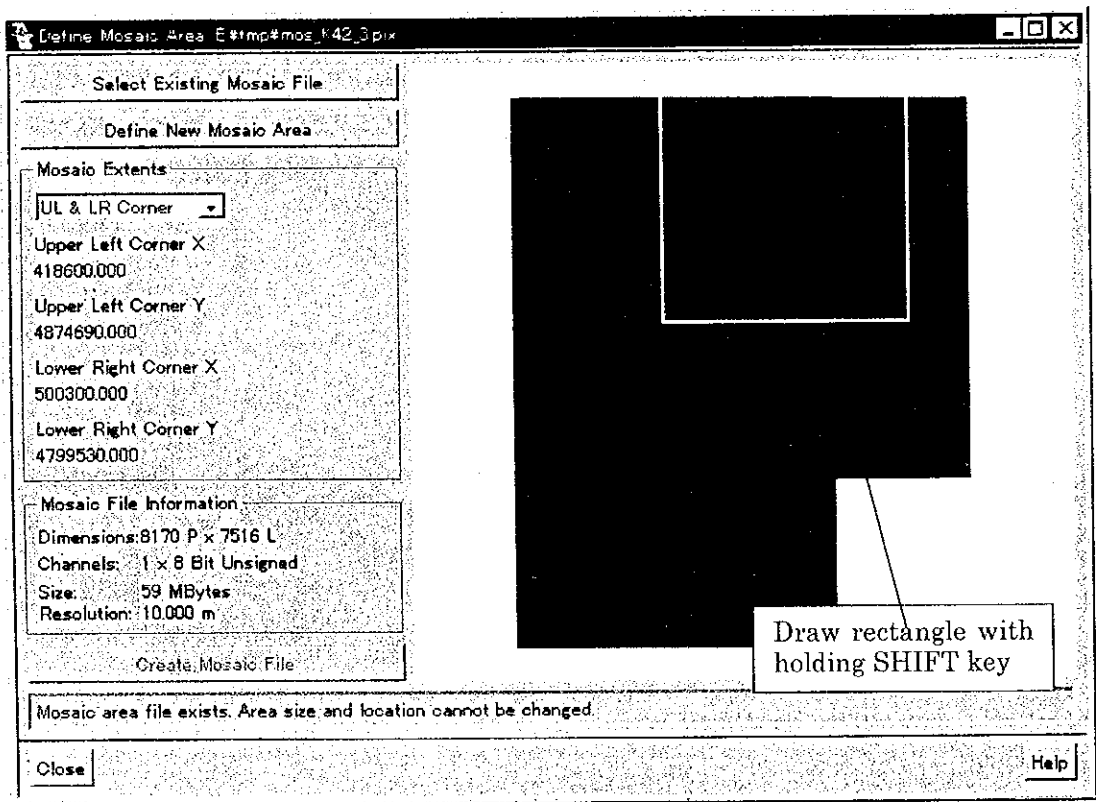 Define Mosaic Area E#tmp#mos_K42_3.pix
Select Existing Mosaic File
Define New Mosaic Area
Mosaic Extents
UL & LR Corner
Upper Left Corner X
418600.000
Upper Left Corner Y
4874690.000
Lower Right Corner X
500300.000
Lower Right Corner Y
4799530.000
Mosaic File Information
Dimensions:8170 P x 7516 L
Channels: 1 x 8 Bit Unsigned
Size: 59 MBytes
Resolution: 10.000 m
Create Mosaic File
Draw rectangle with
holding SHIFT key
Mosaic area file exists. Area size and location cannot be changed.
Close
Help